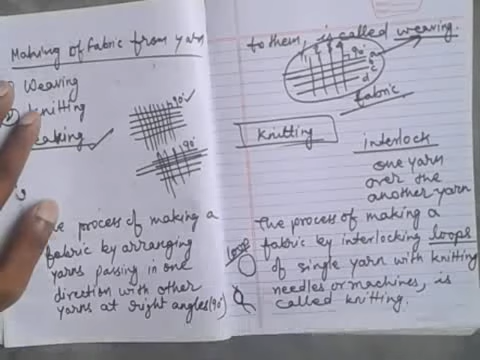 Making of fabric from yarn
Weaving
Knitting
90°
90°
The process of making a
fabric by arranging
yarns passing in one
direction with other
yarns at right angles (90°)
to them, is called weaving
90°
a
b
c
d
fabric
Knitting
interlock
one yarn
over the
another yarn
The process of making a
fabric by interlocking loops
loop
of single yarn with knitting
needles or machines, is
called knitting.